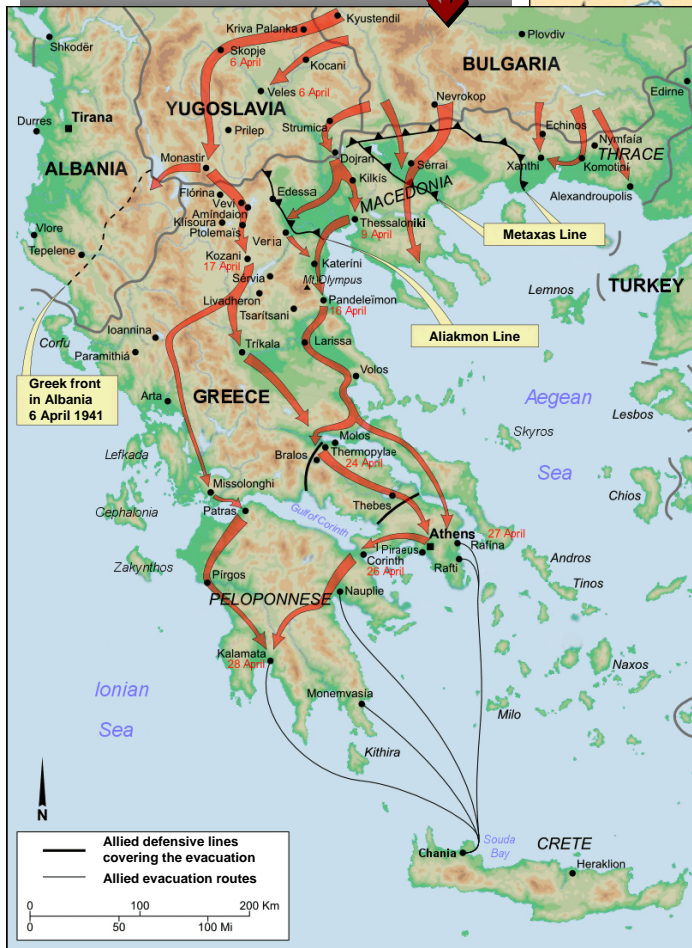 Kyustendil
Kriva Palanka
Plovdiv
Shkodër
Skopje
6 April
Kocani
BULGARIA
Edirne
Veles 6 April
Nevrokop
YUGOSLAVIA
Durres
Tirana
Strumica
Prilep
Echinos
Nymfaía
THRACE
ALBANIA
Monastir
Dojran
Sérrai
Xanthi
Komotini
Kilkís
Flórina
Edessa
MACEDONIA
Alexandroupolis
Vevi
Amíndaion
Klisoura
Ptolemaïs
Thessaloniki
9 April
Metaxas Line
Vlore
Veria
Tepelene
Kozani
17 April
Kateríni
Sérvia
Mt.Olympus
TURKEY
Livadheron
Pandeleïmon
16 April
Lemnos
Tsarítsani
Corfu
Ioannina
Paramithiá
Tríkala
Larissa
Aliakmon Line
Volos
Greek front
in Albania
6 April 1941
Arta
GREECE
Aegean
Sea
Lesbos
Skyros
Molos
Thermopylae
24 April
Bralos
Lefkada
Missolonghi
Thebes
Chios
Cephalonia
Patras
Gulf of Corinth
Athens
27 April
Rafina
Piraeus
Corinth
26 April
Rafti
Andros
Zakynthos
Pírgos
Tinos
PELOPONNESE
Nauplie
Kalamata
28 April
Naxos
Ionian
Sea
Monemvasía
Milo
Kithira
N
Souda
Bay
CRETE
Chania
Heraklion
Allied defensive lines
covering the evacuation
Allied evacuation routes
0 100 200 Km
0 50 100 Mi